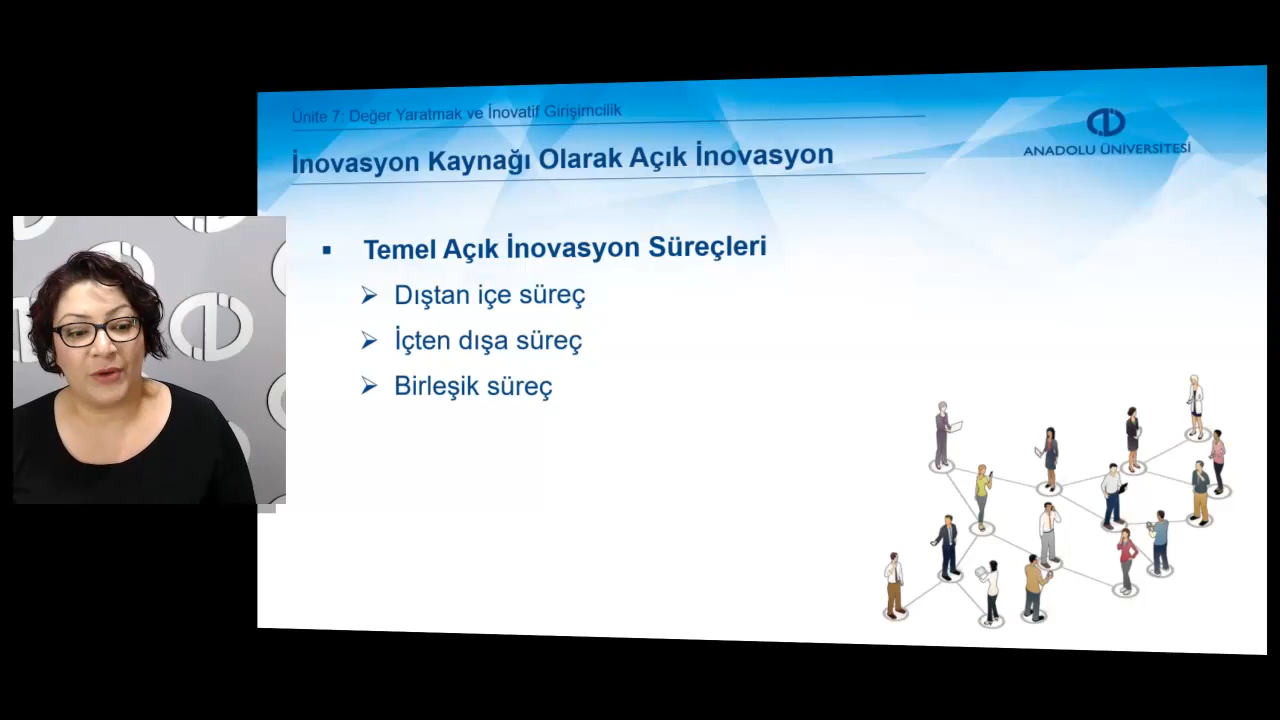 Ünite 7: Değer Yaratmak ve İnovatif Girişimcilik
İnovasyon Kaynağı Olarak Açık İnovasyon
ANADOLU ÜNİVERSİTESİ
Temel Açık İnovasyon Süreçleri
Dıştan içe süreç
İçten dışa süreç
Birleşik süreç